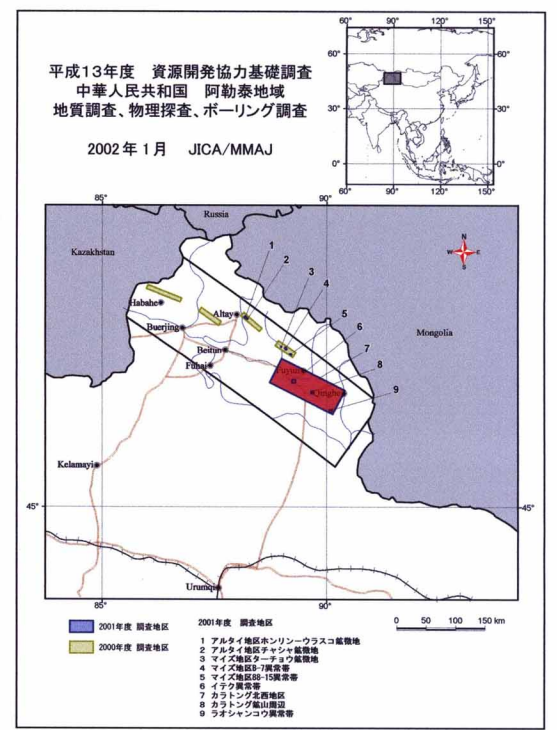 平成13年度 資源開発協力基礎調査
中華人民共和国 阿勒泰地域
地質調査、物理探査、ボーリング調査
2002年1月 JICA/MMAJ
60° 90° 120° 150°
60° 60°
30° 30°
0° 0°
60° 90° 120° 150°
85° 90°
Russia
Kazakhstan
Mongolia
N
W E
S
1
2
3
4
5
6
7
8
9
Habahe
Altay
Buerjing
Beitun
Fuhai
Fuyun
Qinghe
Kelamayi
45° 45°
Urumqi
85° 90°
0 50 100 150 km
2001年度 調査地区
2000年度 調査地区
2001年度 調査地区
1 アルタイ地区ホンリンーウラスコ鉱徴地
2 アルタイ地区チャシャ鉱徴地
3 マイズ地区ターチョウ鉱徴地
4 マイズ地区B-7異常帯
5 マイズ地区88-15異常帯
6 イテク異常帯
7 カラトング北西地区
8 カラトング鉱山周辺
9 ラオシャンコウ異常帯